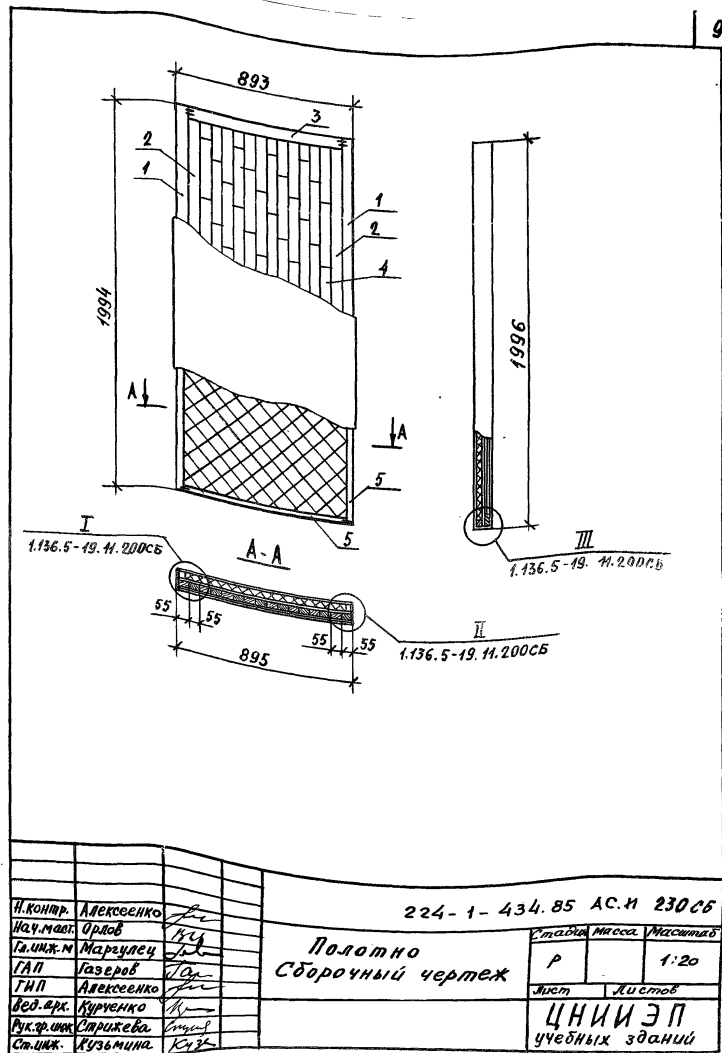 9
893
3
2
1
1
2
4
1994
1996
А
А
5
5
I
1.136.5-19.11.200СБ
А-А
III
1.136.5-19.11.200СБ
55
55
55
55
II
1.136.5-19.11.200СБ
895
224-1-434.85 АС.И 230СБ
Н.контр. Алексеенко
Нач.маст. Орлов
Гл.инж.м Маргулец
ГАП Газеров
ГИП Алексеенко
Вед.арх. Курченко
Рук.гр.инж Стрижева
Ст.инж. Кузьмина
Полотно
Сборочный чертеж
Стадия Масса Масштаб
Р 1:20
Лист Листов
ЦНИИЭП
учебных зданий